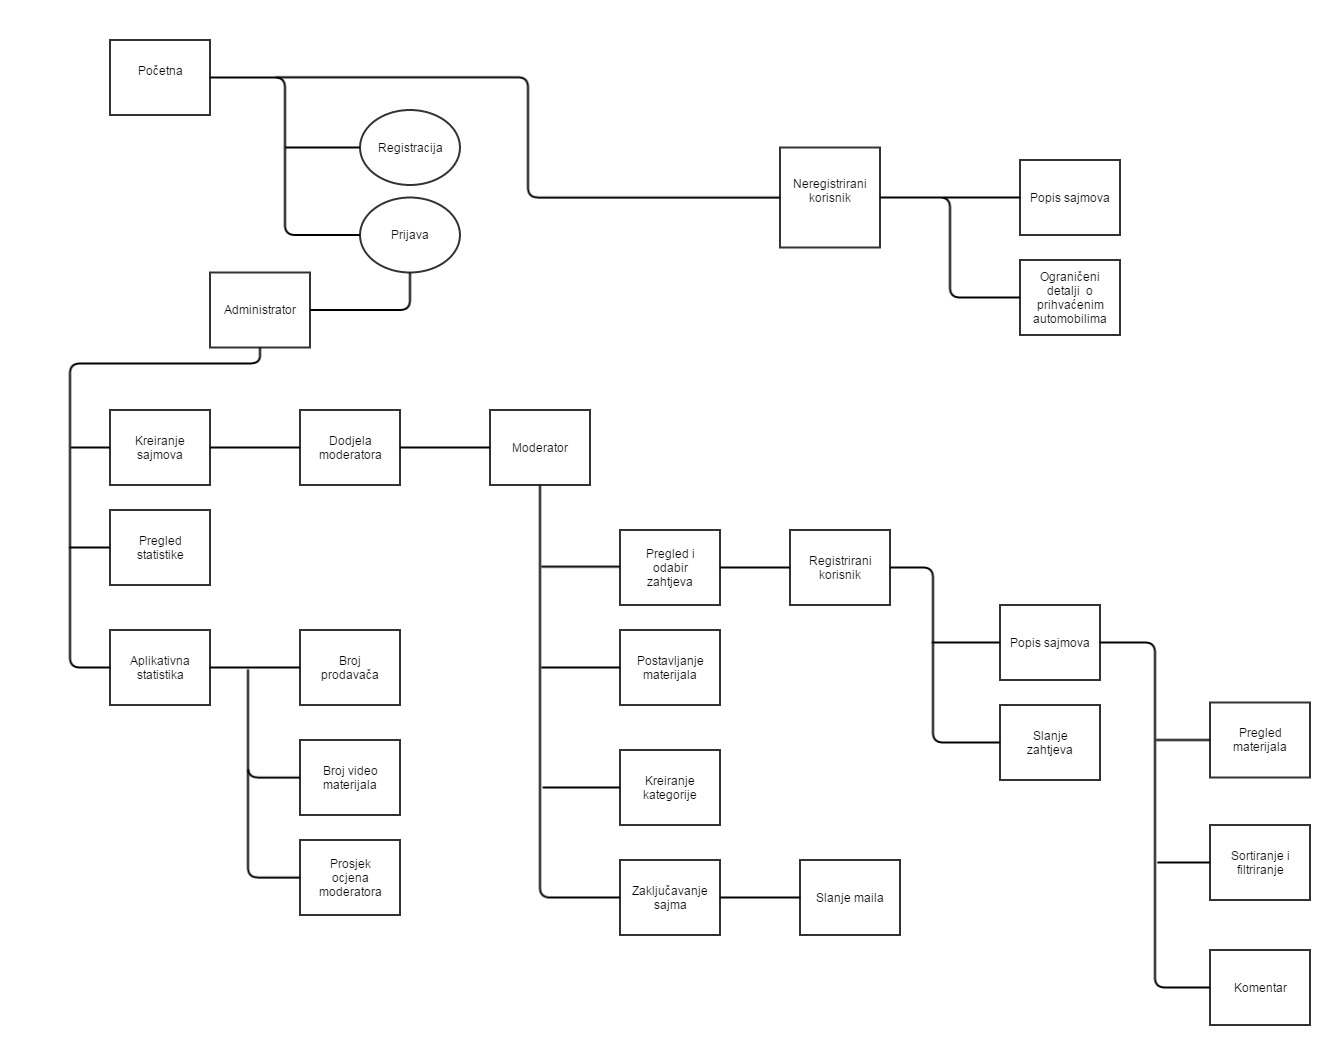 Početna
Registracija
Prijava
Neregistrirani
korisnik
Popis sajmova
Ograničeni
detalji o
prihvaćenim
automobilima
Administrator
Kreiranje
sajmova
Dodjela
moderatora
Moderator
Pregled
statistike
Pregled i
odabir
zahtjeva
Registrirani
korisnik
Popis sajmova
Aplikativna
statistika
Broj
prodavača
Postavljanje
materijala
Slanje
zahtjeva
Pregled
materijala
Broj video
materijala
Kreiranje
kategorije
Sortiranje i
filtriranje
Prosjek
ocjena
moderatora
Zaključavanje
sajma
Slanje maila
Komentar